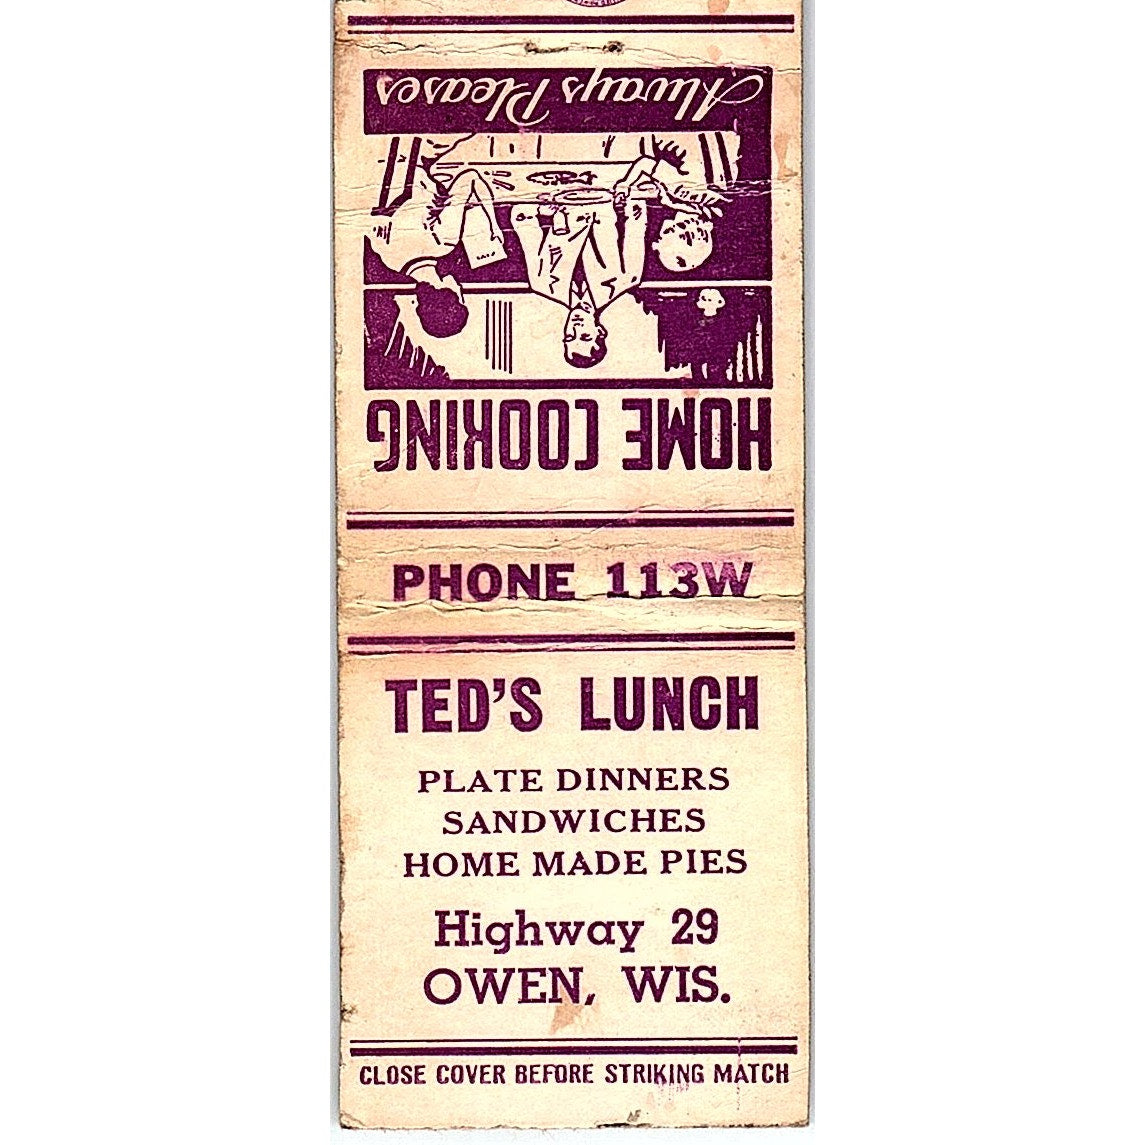 Always Pleases
HOME COOKING
PHONE 113W
TED'S LUNCH
PLATE DINNERS
SANDWICHES
HOME MADE PIES
Highway 29
OWEN, WIS.
CLOSE COVER BEFORE STRIKING MATCH